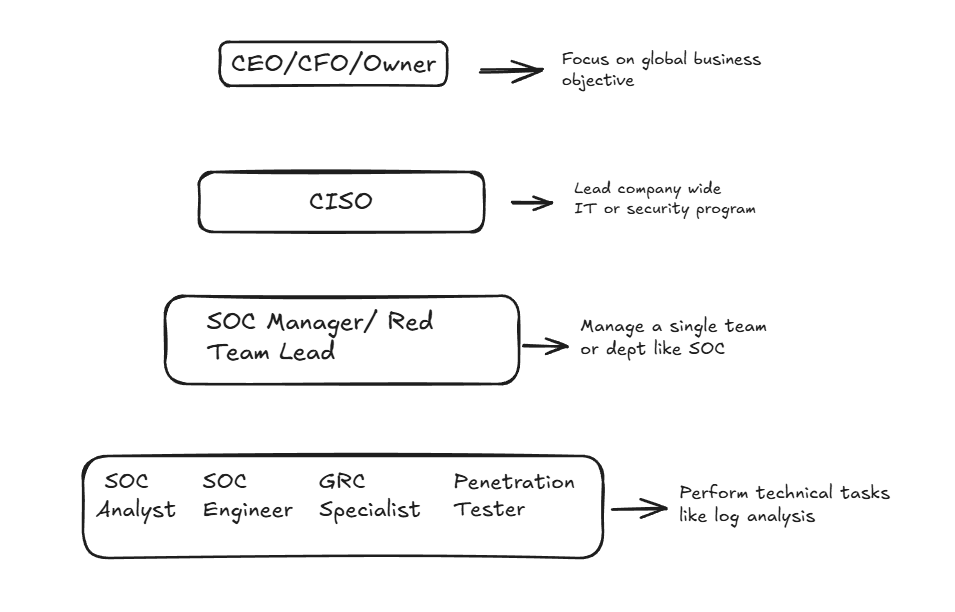 CEO/CFO/Owner
Focus on global business
objective
CISO
Lead company wide
IT or security program
SOC Manager/ Red
Team Lead
Manage a single team
or dept like SOC
SOC Analyst
SOC Engineer
GRC Specialist
Penetration Tester
Perform technical tasks
like log analysis